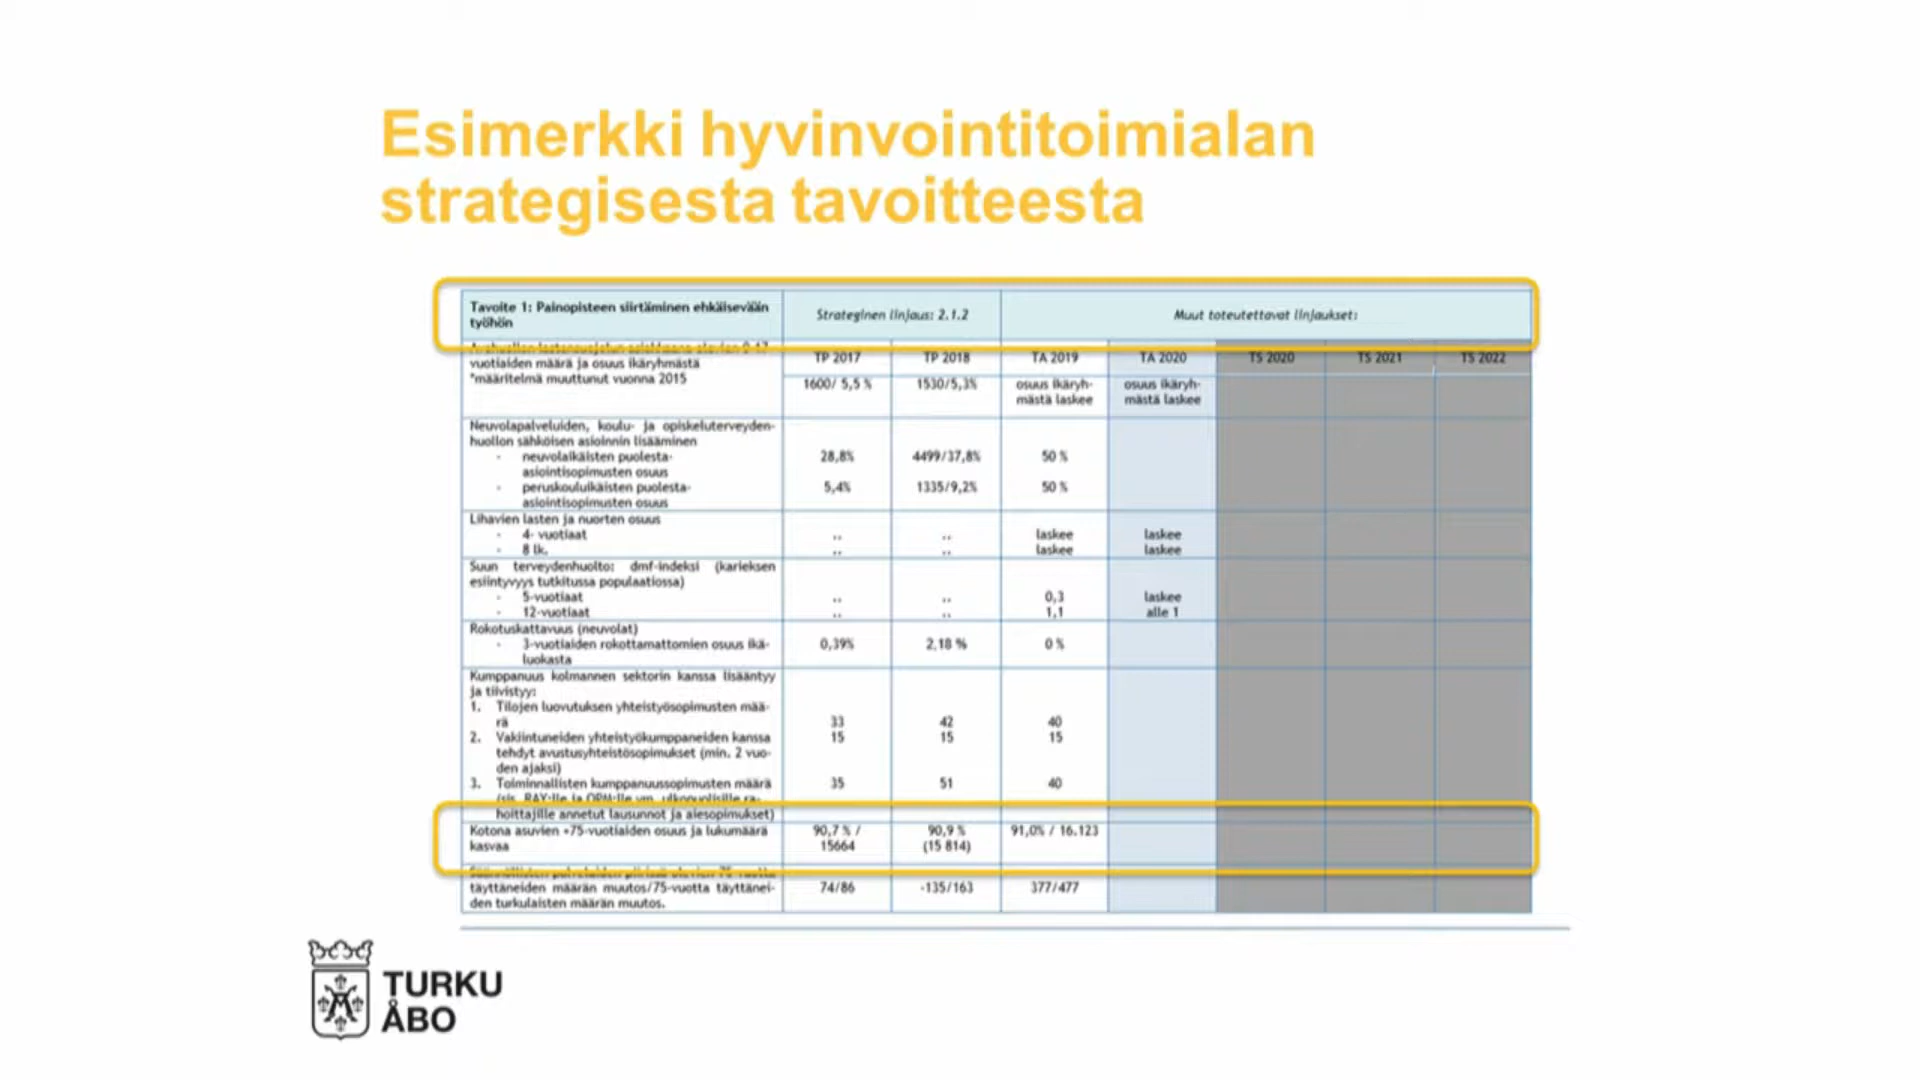 Esimerkki hyvinvointitoimialan
strategisesta tavoitteesta
Tavoite 1: Painopisteen siirtäminen ehkäisevään
työhön
Strateginen linjaus: 2.1.2
Muut toteutettavat linjaukset:
vuotiaiden määrä ja osuus ikäryhmästä
*määritelmä muuttunut vuonna 2015
TP 2017 TP 2018 TA 2019 TA 2020 TS 2020 TS 2021 TS 2022
1600/ 5,5 % 1530/5,3% osuus ikäryh- osuus ikäryh-
mästä laskee mästä laskee
Neuvolapalveluiden, koulu- ja opiskeluterveyden-
huollon sähköisen asioinnin lisääminen
- neuvolaikäisten puolesta- 28,8% 4499/37,8% 50 %
asiointisopimusten osuus
- peruskouluikäisten puolesta- 5,4% 1335/9,2% 50 %
asiointisopimusten osuus
Lihavien lasten ja nuorten osuus
- 4- vuotiaat .. .. laskee laskee
- 8 lk. .. .. laskee laskee
Suun terveydenhuolto: dmf-indeksi (karieksen
esiintyvyys tutkitussa populaatiossa)
- 5-vuotiaat .. .. 0,3 laskee
- 12-vuotiaat .. .. 1,1 alle 1
Rokotuskattavuus (neuvolat)
- 3-vuotiaiden rokottamattomien osuus ikä- 0,39% 2,18 % 0 %
luokasta
Kumppanuus kolmannen sektorin kanssa lisääntyy
ja tiivistyy:
1. Tilojen luovutuksen yhteistyösopimusten mää-
rä 33 42 40
2. Vakiintuneiden yhteistyökumppaneiden kanssa 15 15 15
tehdyt avustusyhteistösopimukset (min. 2 vuo-
den ajaksi)
3. Toiminnallisten kumppanuussopimusten määrä 35 51 40
(sis. RAY:lle ja OPM:lle ym. ulkopuolisille ra-
hoittajille annetut lausunnot ja aiesopimukset)
Kotona asuvien +75-vuotiaiden osuus ja lukumäärä 90,7 % / 90,9 % 91,0% / 16.123
kasvaa 15664 (15 814)
täyttäneiden määrän muutos/75-vuotta täyttänei- 74/86 -135/163 377/477
den turkulaisten määrän muutos.
TURKU
ÅBO